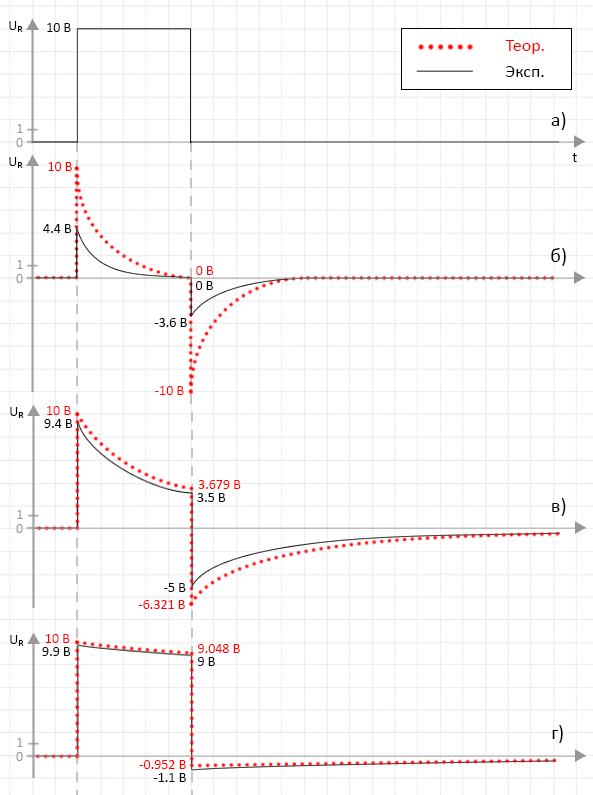 U_R
10 В
Теор.
Эксп.
1
0
а)
t
U_R
10 В
4.4 В
1
0
0 В
0 В
б)
-3.6 В
-10 В
U_R
10 В
9.4 В
1
0
3.679 В
3.5 В
в)
-5 В
-6.321 В
U_R
10 В
9.9 В
9.048 В
9 В
1
0
г)
-0.952 В
-1.1 В